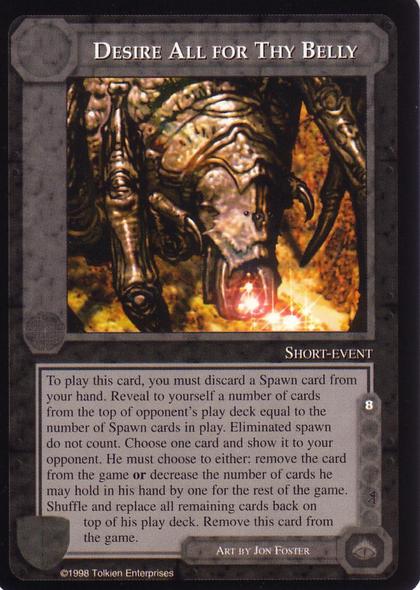 Desire All for Thy Belly
Short-event
To play this card, you must discard a Spawn card from
your hand. Reveal to yourself a number of cards
from the top of opponent's play deck equal to the
number of Spawn cards in play. Eliminated spawn
do not count. Choose one card and show it to your
opponent. He must choose to either: remove the card
from the game or decrease the number of cards he
may hold in his hand by one for the rest of the game.
Shuffle and replace all remaining cards back on
top of his play deck. Remove this card from
the game.
8
Art by Jon Foster
©1998 Tolkien Enterprises